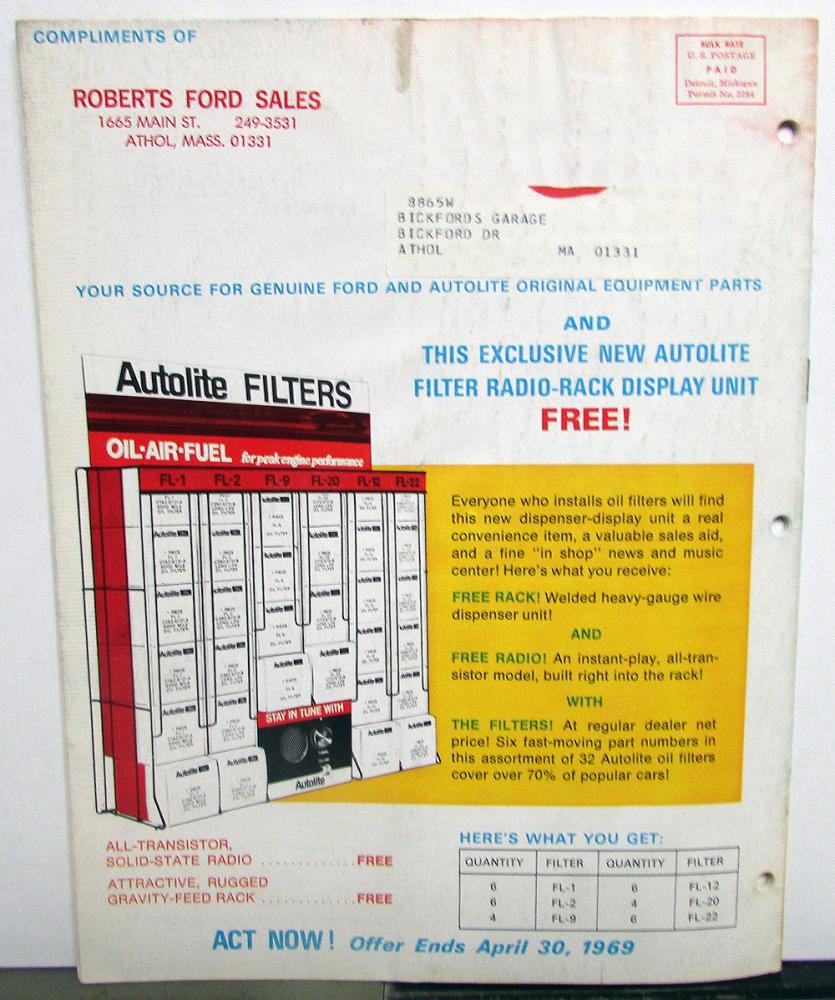 COMPLIMENTS OF
ROBERTS FORD SALES
1665 MAIN ST. 249-3531
ATHOL, MASS. 01331
BULK RATE
U. S. POSTAGE
PAID
Detroit, Michigan
Permit No. 2284
8865W
BICKFORDS GARAGE
BICKFORD DR
ATHOL MA 01331
YOUR SOURCE FOR GENUINE FORD AND AUTOLITE ORIGINAL EQUIPMENT PARTS
AND
THIS EXCLUSIVE NEW AUTOLITE
FILTER RADIO-RACK DISPLAY UNIT
FREE!
Autolite FILTERS
OIL•AIR•FUEL for peak engine performance
FL-1 FL-2 FL-9 FL-20 FL-12 FL-22
STAY IN TUNE WITH
Autolite
Everyone who installs oil filters will find
this new dispenser-display unit a real
convenience item, a valuable sales aid,
and a fine "in shop" news and music
center! Here's what you receive:
FREE RACK! Welded heavy-gauge wire
dispenser unit!
AND
FREE RADIO! An instant-play, all-tran-
sistor model, built right into the rack!
WITH
THE FILTERS! At regular dealer net
price! Six fast-moving part numbers in
this assortment of 32 Autolite oil filters
cover over 70% of popular cars!
ALL-TRANSISTOR,
SOLID-STATE RADIO ............. FREE
ATTRACTIVE, RUGGED
GRAVITY-FEED RACK ............. FREE
HERE'S WHAT YOU GET:
QUANTITY FILTER QUANTITY FILTER
6 FL-1 6 FL-12
6 FL-2 4 FL-20
4 FL-9 6 FL-22
ACT NOW! Offer Ends April 30, 1969